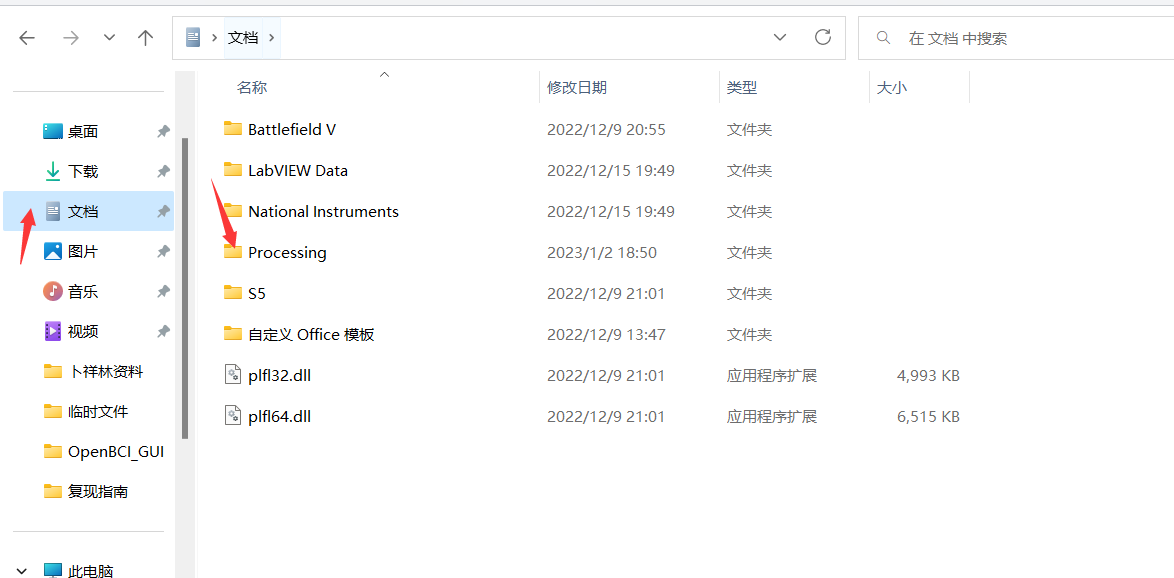 文档
在 文档 中搜索
名称 修改日期 类型 大小
桌面
下载
文档
图片
音乐
视频
卜祥林资料
临时文件
OpenBCI_GUI
复现指南
此电脑
Battlefield V 2022/12/9 20:55 文件夹
LabVIEW Data 2022/12/15 19:49 文件夹
National Instruments 2022/12/15 19:49 文件夹
Processing 2023/1/2 18:50 文件夹
S5 2022/12/9 21:01 文件夹
自定义 Office 模板 2022/12/9 13:47 文件夹
plfl32.dll 2022/12/9 21:01 应用程序扩展 4,993 KB
plfl64.dll 2022/12/9 21:01 应用程序扩展 6,515 KB